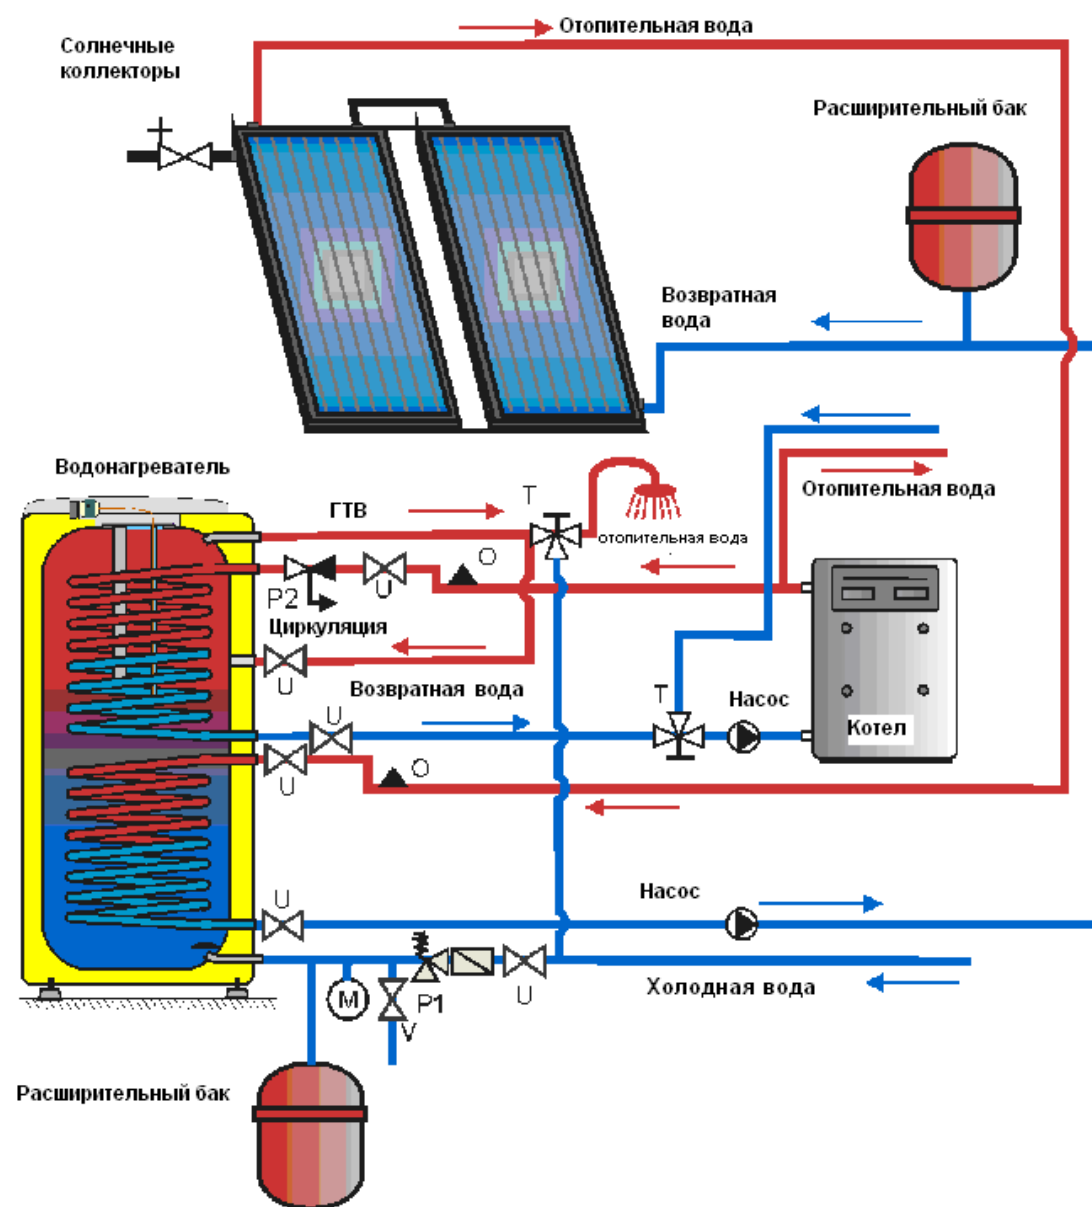 Отопительная вода
Солнечные
коллекторы
Расширительный бак
Возвратная
вода
Водонагреватель
ГТВ
T
Отопительная вода
отопительная вода
O
P2
U
Циркуляция
U
Возвратная вода
U
T
Насос
Котел
U
O
U
Насос
M
V
P1
U
Холодная вода
Расширительный бак